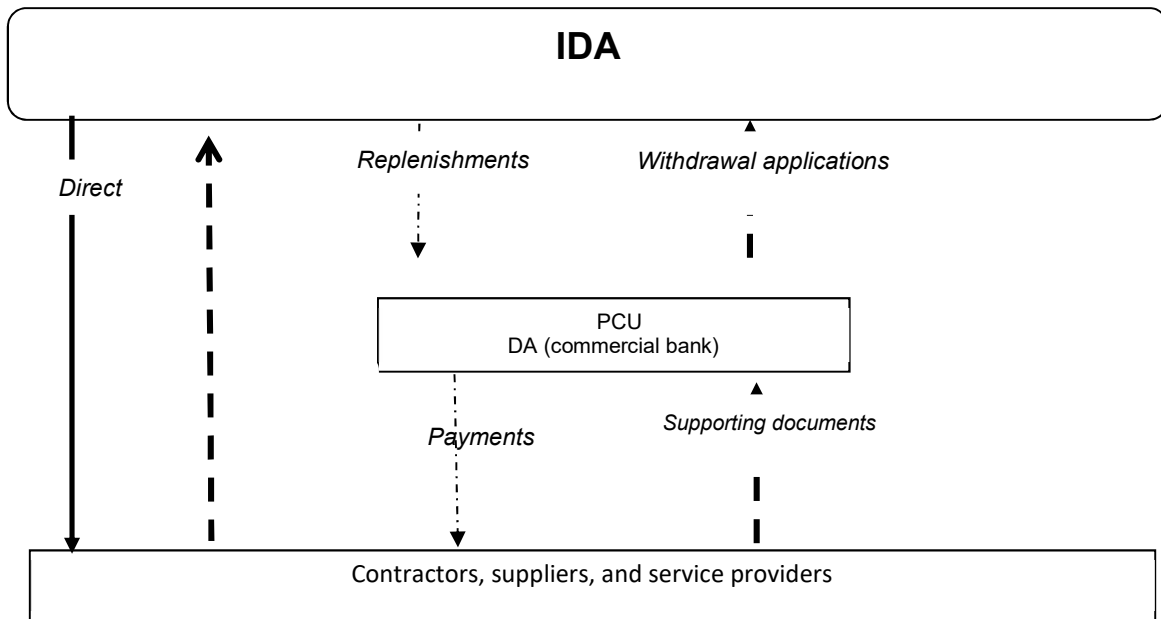 IDA
Replenishments
Withdrawal applications
Direct
PCU
DA (commercial bank)
Supporting documents
Payments
Contractors, suppliers, and service providers